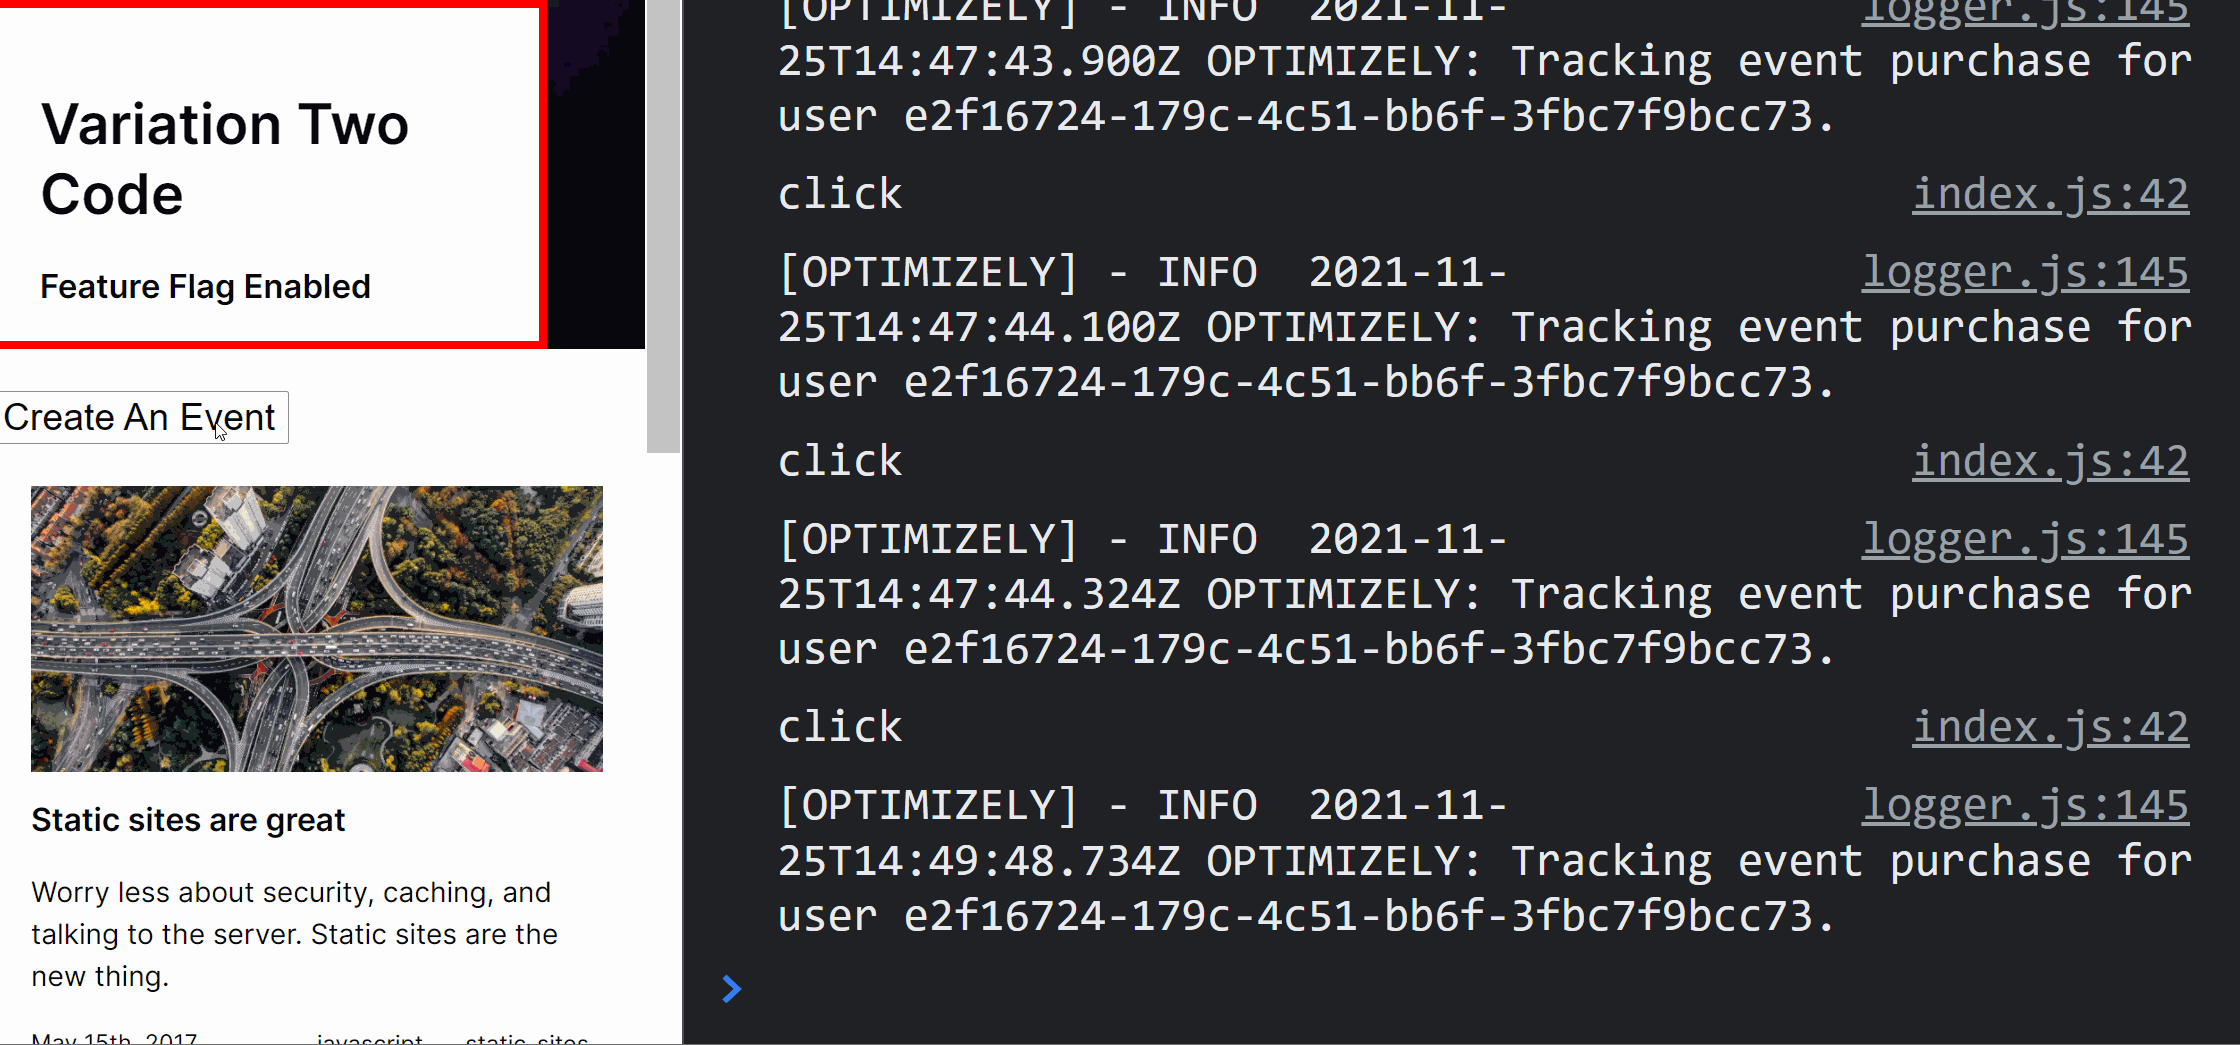 Variation Two
Code
Feature Flag Enabled
Create An Event
Static sites are great
Worry less about security, caching, and
talking to the server. Static sites are the
new thing.
May 15th, 2017 javascript static-sites
[OPTIMIZELY] - INFO 2021-11- logger.js:145
25T14:47:43.900Z OPTIMIZELY: Tracking event purchase for
user e2f16724-179c-4c51-bb6f-3fbc7f9bcc73.
click index.js:42
[OPTIMIZELY] - INFO 2021-11- logger.js:145
25T14:47:44.100Z OPTIMIZELY: Tracking event purchase for
user e2f16724-179c-4c51-bb6f-3fbc7f9bcc73.
click index.js:42
[OPTIMIZELY] - INFO 2021-11- logger.js:145
25T14:47:44.324Z OPTIMIZELY: Tracking event purchase for
user e2f16724-179c-4c51-bb6f-3fbc7f9bcc73.
click index.js:42
[OPTIMIZELY] - INFO 2021-11- logger.js:145
25T14:49:48.734Z OPTIMIZELY: Tracking event purchase for
user e2f16724-179c-4c51-bb6f-3fbc7f9bcc73.